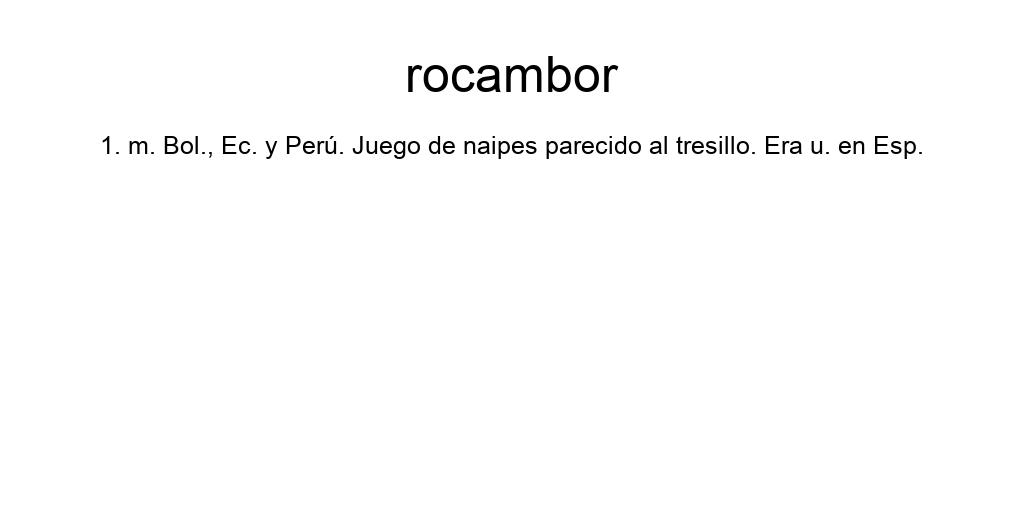 rocambor
1. m. Bol., Ec. y Perú. Juego de naipes parecido al tresillo. Era u. en Esp.